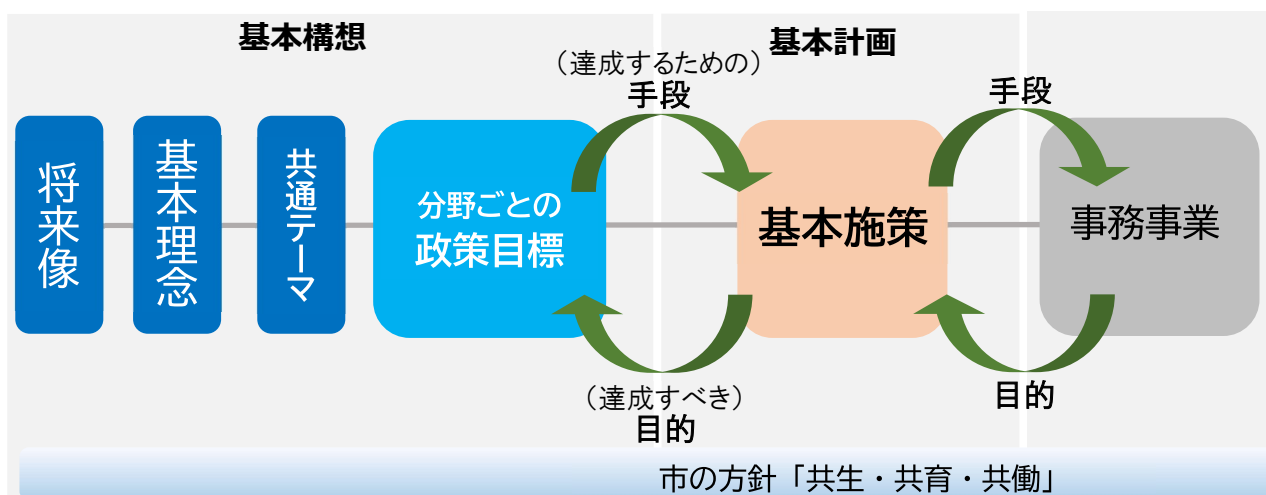 基本構想
基本計画
（達成するための）
手段
手段
将来像
基本理念
共通テーマ
分野ごとの
政策目標
基本施策
事務事業
（達成すべき）
目的
目的
市の方針「共生・共育・共働」